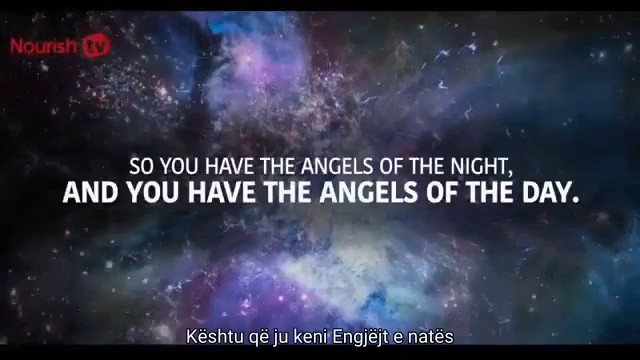 Nourish tv
SO YOU HAVE THE ANGELS OF THE NIGHT,
AND YOU HAVE THE ANGELS OF THE DAY.
Kështu që ju keni Engjëjt e natës